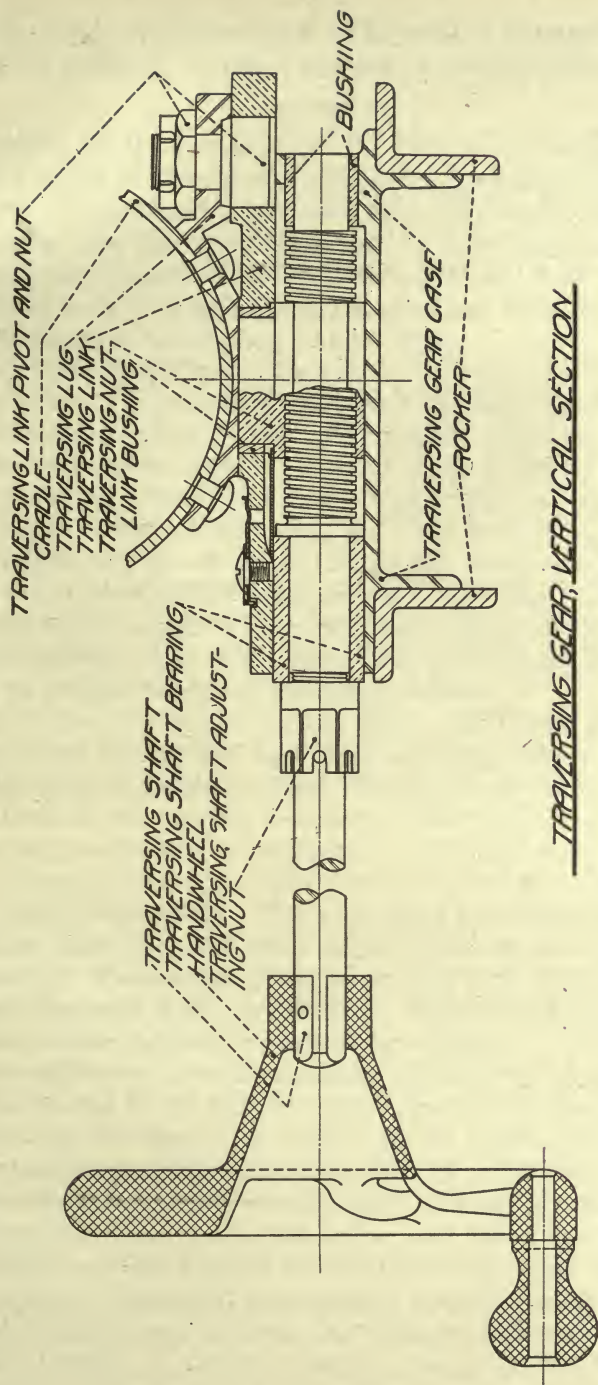 TRAVERSING LINK PIVOT AND NUT
CRADLE
TRAVERSING LUG
TRAVERSING LINK
TRAVERSING NUT
LINK BUSHING
BUSHING
TRAVERSING SHAFT
TRAVERSING SHAFT BEARING
HANDWHEEL
TRAVERSING SHAFT ADJUST-
ING NUT
TRAVERSING GEAR CASE
ROCKER
TRAVERSING GEAR, VERTICAL SECTION